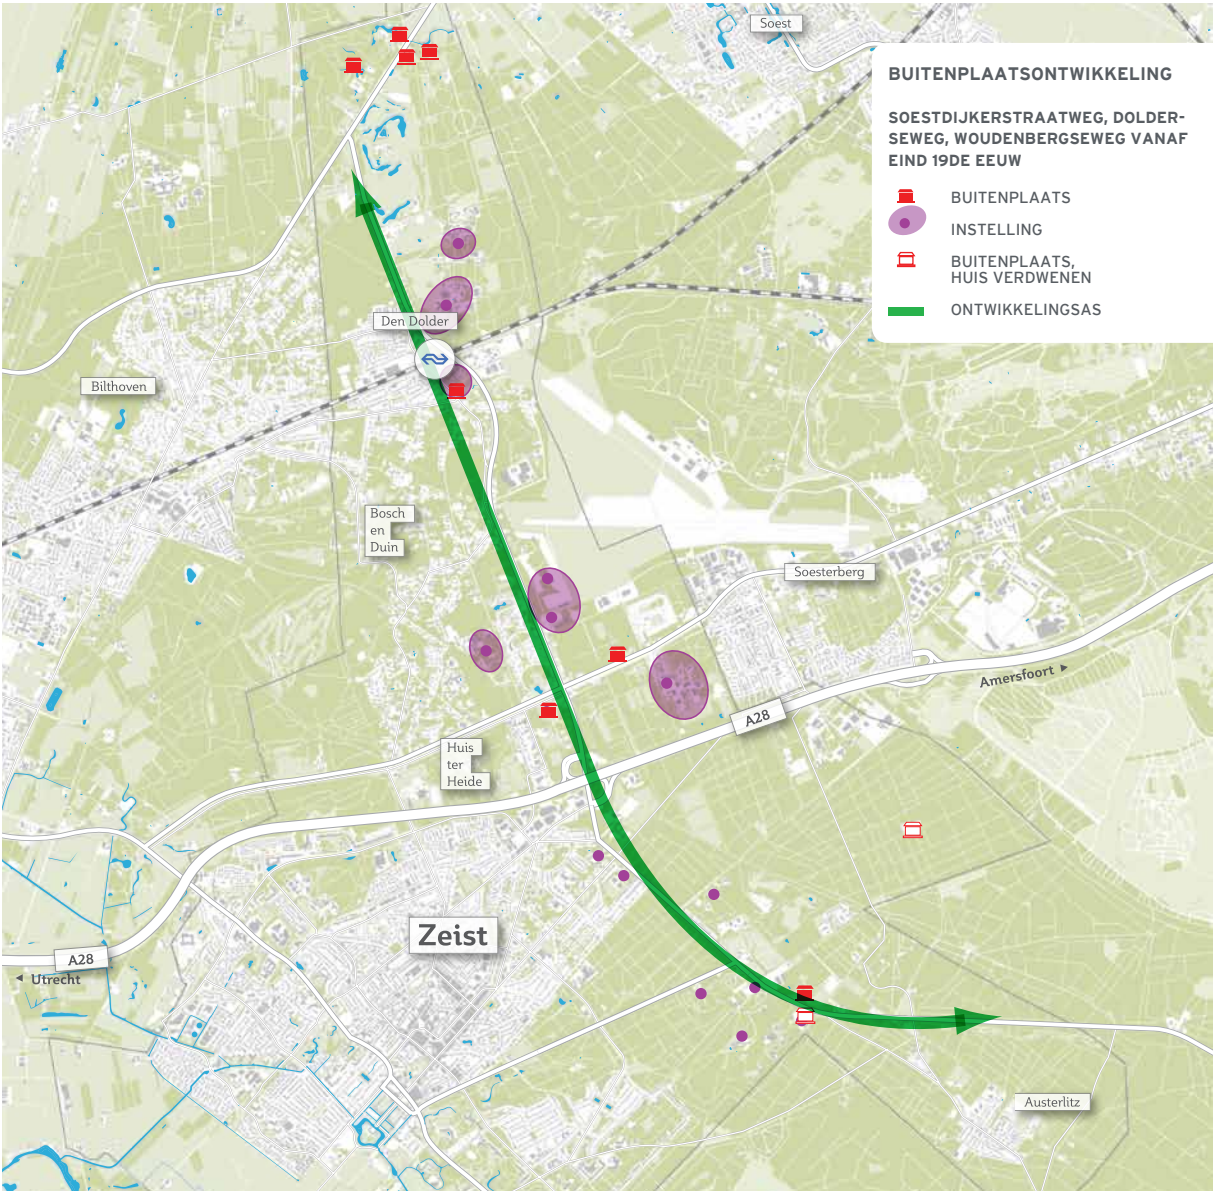 Soest
BUITENPLAATSONTWIKKELING
SOESTDIJKERSTRAATWEG, DOLDER-
SEWEG, WOUDENBERGSEWEG VANAF
EIND 19DE EEUW
BUITENPLAATS
INSTELLING
BUITENPLAATS,
HUIS VERDWENEN
ONTWIKKELINGSAS
Den Dolder
Bilthoven
Bosch
en
Duin
Soesterberg
Amersfoort
A28
Huis
ter
Heide
Zeist
A28
Utrecht
Austerlitz